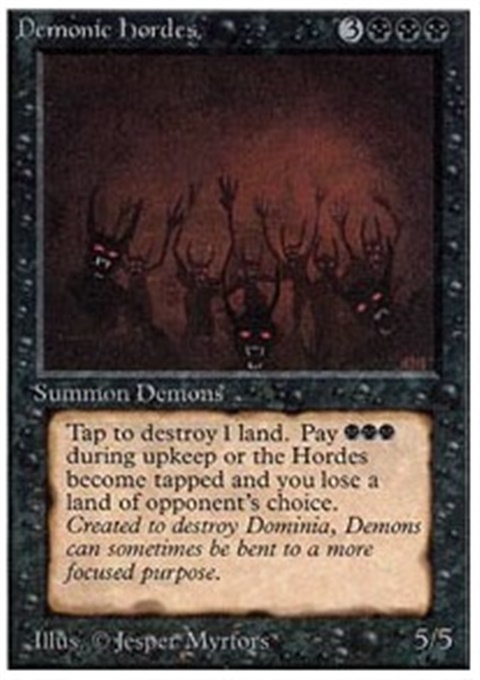 Demonic Hordes 3
Summon Demons
Tap to destroy 1 land. Pay
during upkeep or the Hordes
become tapped and you lose a
land of opponent's choice.
Created to destroy Dominia, Demons
can sometimes be bent to a more
focused purpose.
Illus. © Jesper Myrfors 5/5